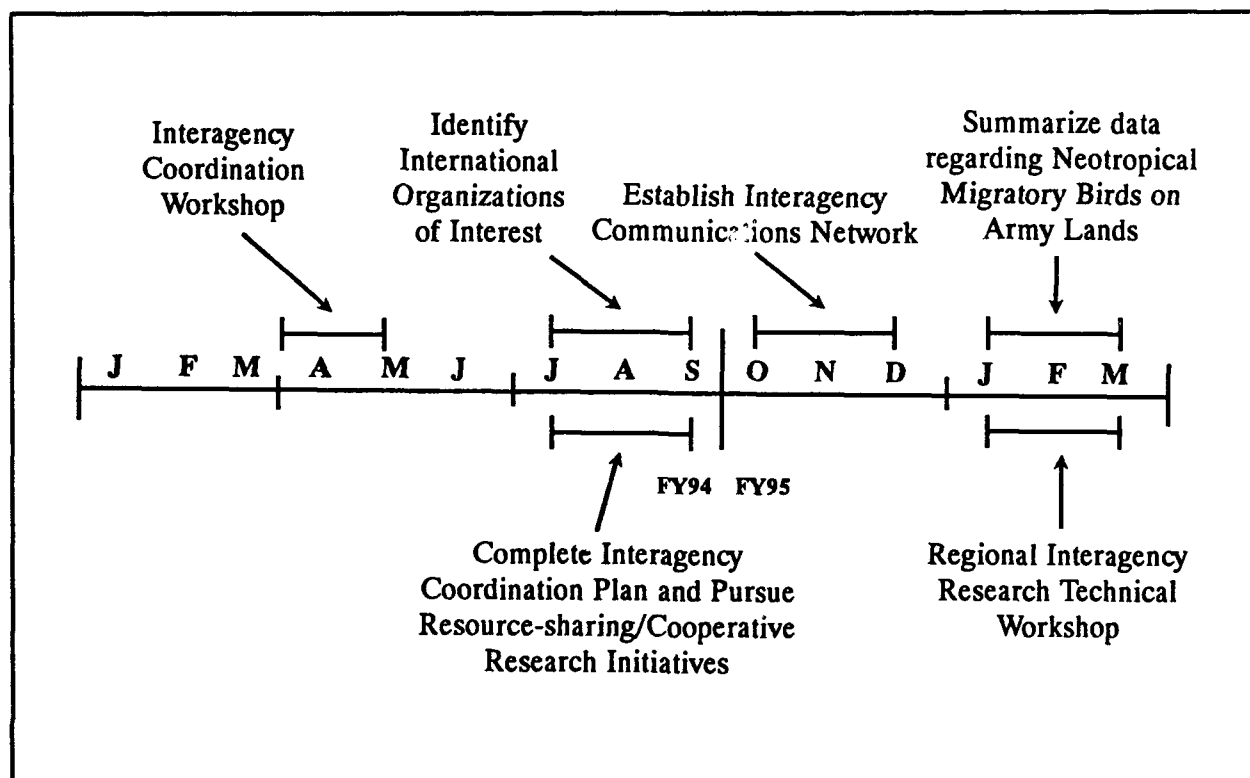 Interagency
Coordination
Workshop
Identify
International
Organizations
of Interest
Establish Interagency
Communications Network
Summarize data
regarding Neotropical
Migratory Birds on
Army Lands
J F M A M J J A S O N D J F M
FY94 FY95
Complete Interagency
Coordination Plan and Pursue
Resource-sharing/Cooperative
Research Initiatives
Regional Interagency
Research Technical
Workshop